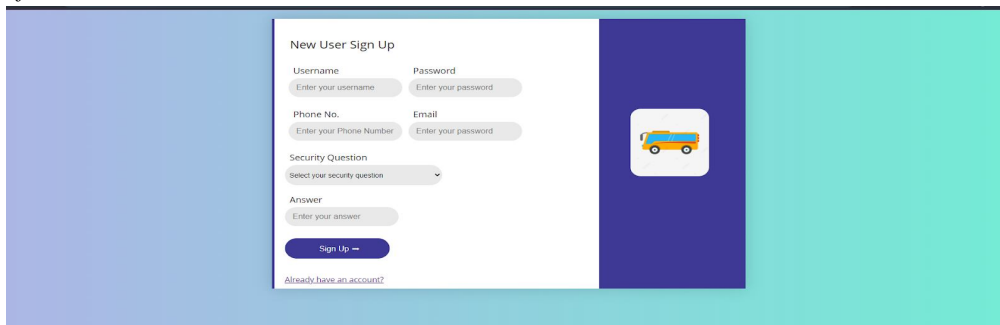 New User Sign Up
Username Password
Enter your username Enter your password
Phone No. Email
Enter your Phone Number Enter your password
Security Question
Select your security question
Answer
Enter your answer
Sign Up
Already have an account?